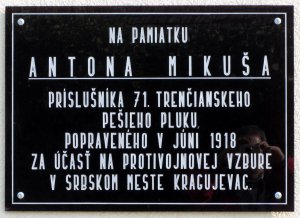 NA PAMIATKU
ANTONA MIKUŠA
PRÍSLUŠNÍKA 71. TRENČIANSKEHO
PEŠIEHO PLUKU,
POPRAVENÉHO V JÚNI 1918
ZA ÚČASŤ NA PROTIVOJNOVEJ VZBURE
V SRBSKOM MESTE KRAGUJEVAC.